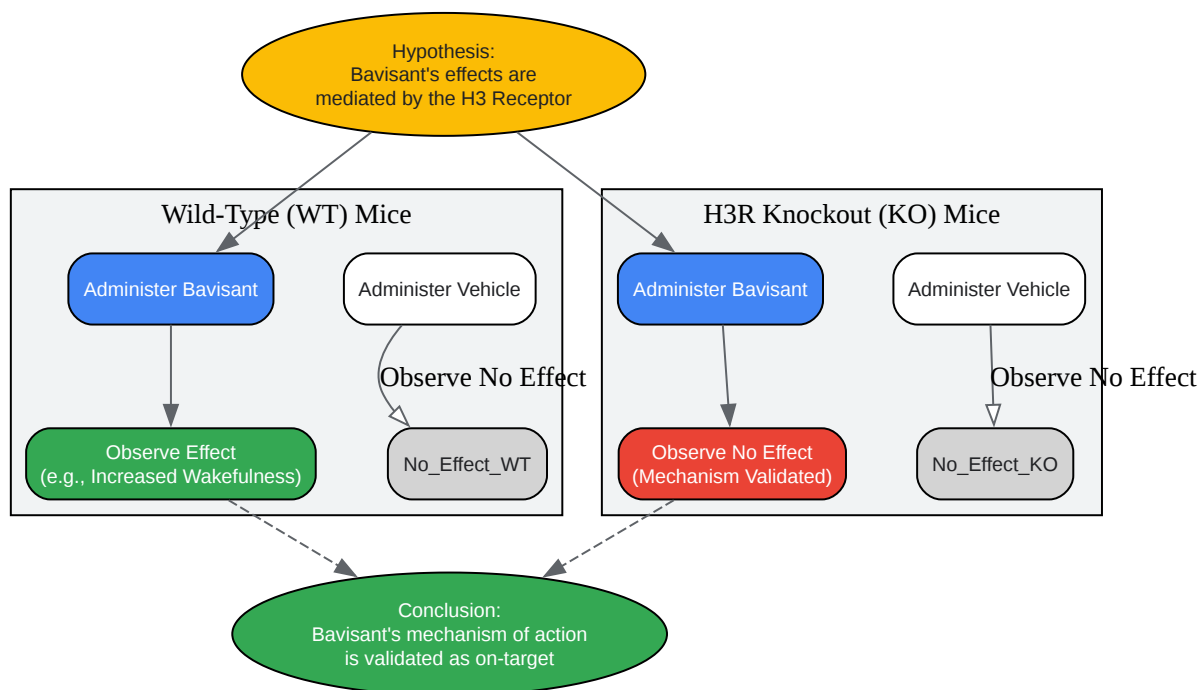 Hypothesis:
Bavisant's effects are
mediated by the H3 Receptor
Wild-Type (WT) Mice
Administer Bavisant
Administer Vehicle
Observe No Effect
Observe Effect
(e.g., Increased Wakefulness)
No_Effect_WT
H3R Knockout (KO) Mice
Administer Bavisant
Administer Vehicle
Observe No Effect
Observe No Effect
(Mechanism Validated)
No_Effect_KO
Conclusion:
Bavisant's mechanism of action
is validated as on-target